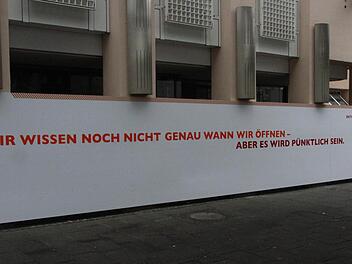 IR WISSEN NOCH NICHT GENAU WANN WIR ÖFFNEN –
ABER ES WIRD PÜNKTLICH SEIN.